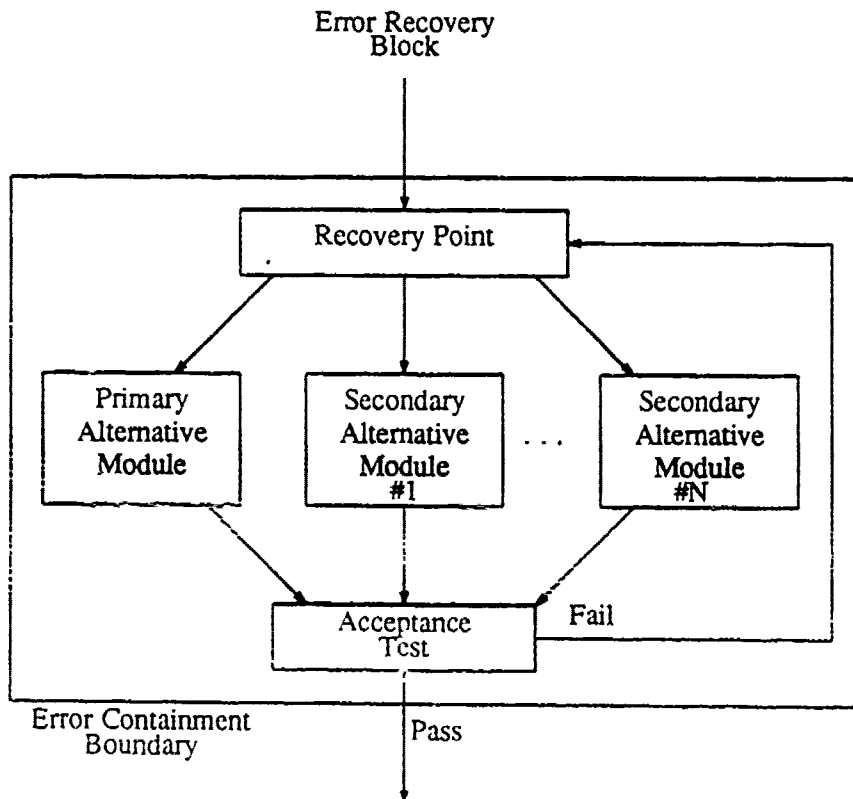 Error Recovery
Block
Recovery Point
Primary
Alternative
Module
Secondary
Alternative
Module
#1
. . .
Secondary
Alternative
Module
#N
Acceptance
Test
Fail
Error Containment
Boundary
Pass